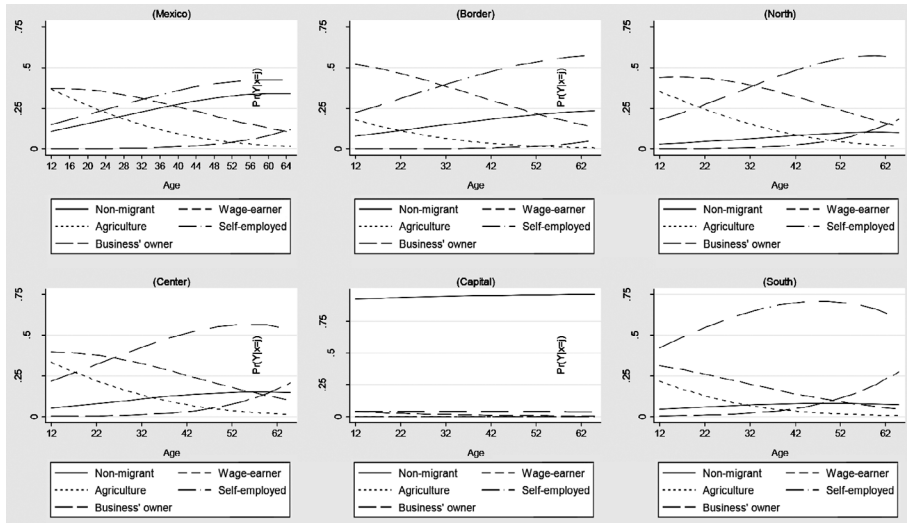 (Mexico)
.75
.5
.25
0
12 16 20 24 28 32 36 40 44 48 52 56 60 64
Age
Non-migrant
Wage-earner
Agriculture
Self-employed
Business' owner
(Border)
Pr(Y|x=j)
.75
.5
.25
0
12 22 32 42 52 62
Age
Non-migrant
Wage-earner
Agriculture
Self-employed
Business' owner
(North)
Pr(Y|x=j)
.75
.5
.25
0
12 22 32 42 52 62
Age
Non-migrant
Wage-earner
Agriculture
Self-employed
Business' owner
(Center)
.75
.5
.25
0
12 22 32 42 52 62
Age
Non-migrant
Wage-earner
Agriculture
Self-employed
Business' owner
(Capital)
Pr(Y|x=j)
.75
.5
.25
0
12 22 32 42 52 62
Age
Non-migrant
Wage-earner
Agriculture
Self-employed
Business' owner
(South)
Pr(Y|x=j)
.75
.5
.25
0
12 22 32 42 52 62
Age
Non-migrant
Wage-earner
Agriculture
Self-employed
Business' owner